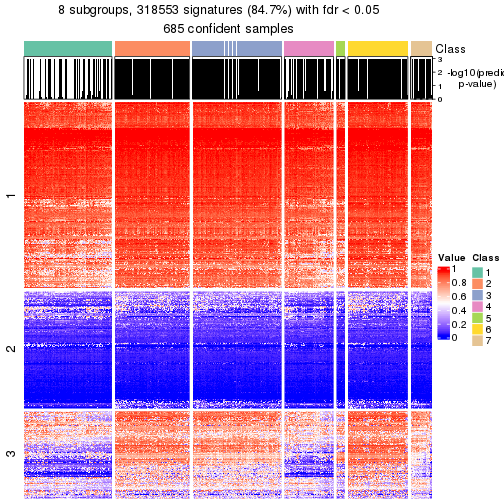 8 subgroups, 318553 signatures (84.7%) with fdr < 0.05
685 confident samples
Class
3
2
1
0
-log10(predic
p-value)
1
2
3
Value
1
0.8
0.6
0.4
0.2
0
Class
1
2
3
4
5
6
7